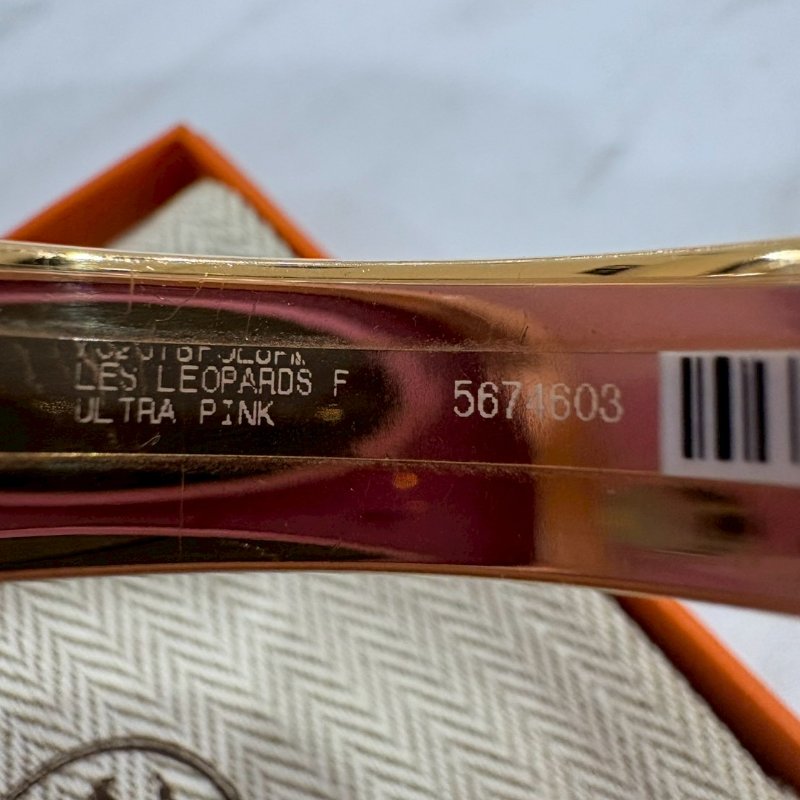 LES LEOPARDS F
ULTRA PINK
5674603